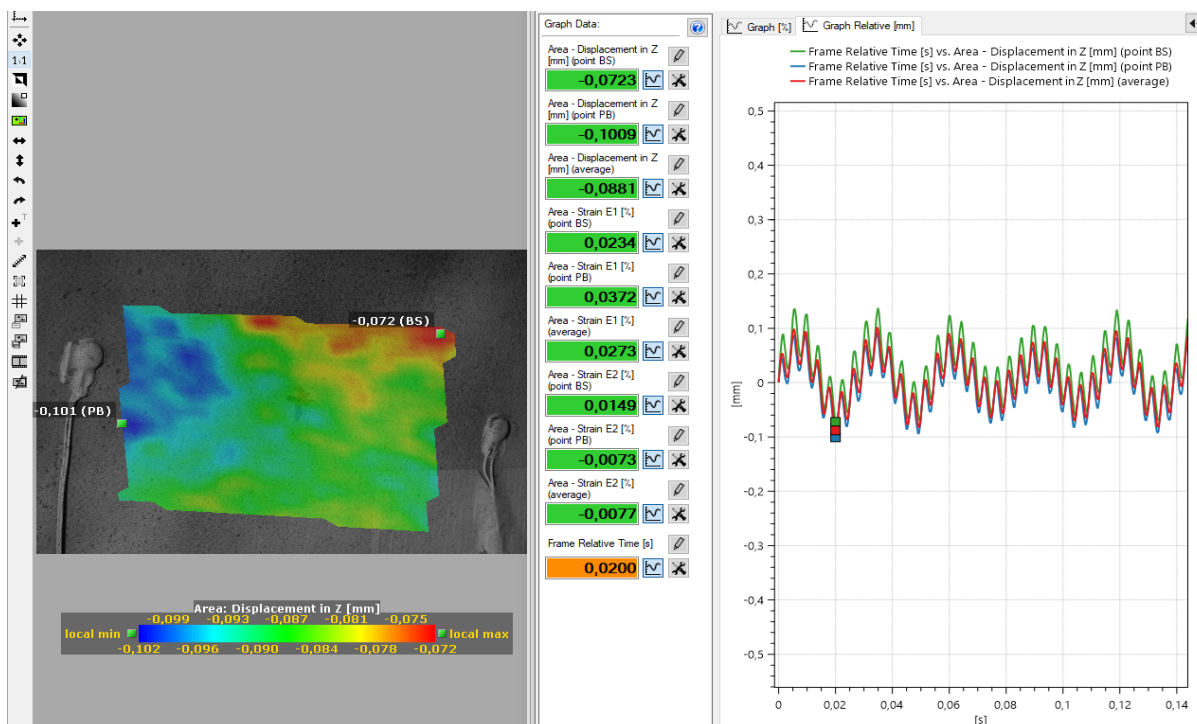 1:1
-0,072 (BS)
-0,101 (PB)
Area: Displacement in Z [mm]
-0,099 -0,093 -0,087 -0,081 -0,075
local min local max
-0,102 -0,096 -0,090 -0,084 -0,078 -0,072
Graph Data:
Area - Displacement in Z
[mm] (point BS)
-0,0723
Area - Displacement in Z
[mm] (point PB)
-0,1009
Area - Displacement in Z
[mm] (average)
-0,0881
Area - Strain E1 [%]
(point BS)
0,0234
Area - Strain E1 [%]
(point PB)
0,0372
Area - Strain E1 [%]
(average)
0,0273
Area - Strain E2 [%]
(point BS)
0,0149
Area - Strain E2 [%]
(point PB)
-0,0073
Area - Strain E2 [%]
(average)
-0,0077
Frame Relative Time [s]
0,0200
Graph [%] Graph Relative [mm]
Frame Relative Time [s] vs. Area - Displacement in Z [mm] (point BS)
Frame Relative Time [s] vs. Area - Displacement in Z [mm] (point PB)
Frame Relative Time [s] vs. Area - Displacement in Z [mm] (average)
0,5
0,4
0,3
0,2
0,1
0
-0,1
-0,2
-0,3
-0,4
-0,5
[mm]
0 0,02 0,04 0,06 0,08 0,1 0,12 0,14
[s]